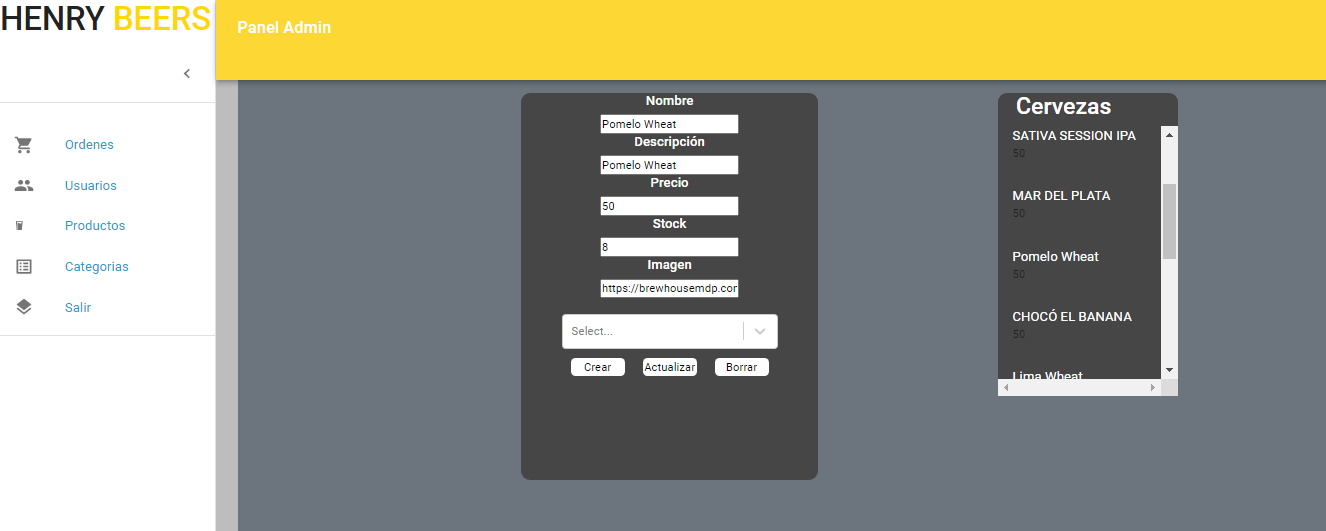 HENRY BEERS
Panel Admin
Ordenes
Usuarios
Productos
Categorias
Salir
Nombre
Pomelo Wheat
Descripción
Pomelo Wheat
Precio
50
Stock
8
Imagen
https://brewhousemdp.cor
Select...
Crear Actualizar Borrar
Cervezas
SATIVA SESSION IPA
50
MAR DEL PLATA
50
Pomelo Wheat
50
CHOCÓ EL BANANA
50
Lima Wheat